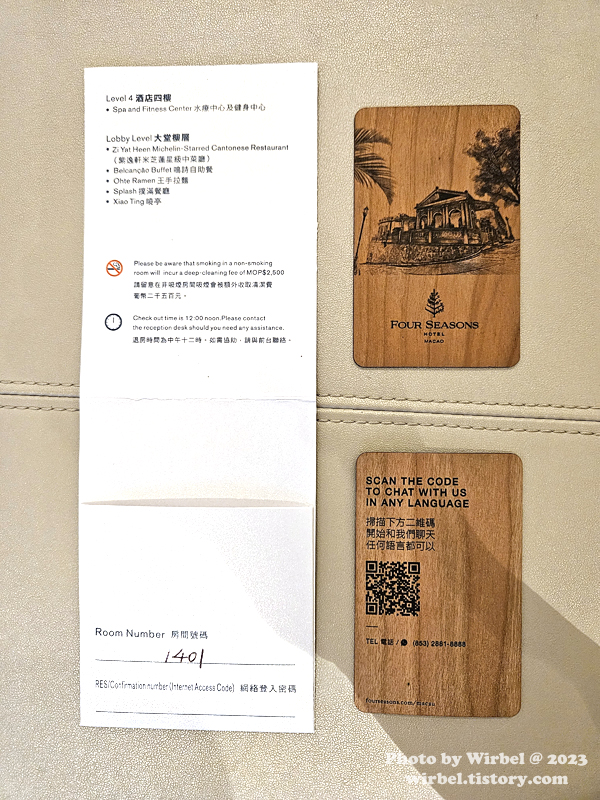 Level 4 酒店四樓
• Spa and Fitness Center 水療中心及健身中心
Lobby Level 大堂樓層
• Zi Yat Heen Michelin-Starred Cantonese Restaurant
（紫逸軒米芝蓮星級中菜廳）
• Belcanção Buffet 鳴詩自助餐
• Ohte Ramen 王手拉麵
• Splash 撲滿餐廳
• Xiao Ting 曉亭
Please be aware that smoking in a non-smoking
room will incur a deep-cleaning fee of MOP$2,500
請留意在非吸煙房間吸煙會被額外收取清潔費
葡幣二千五百元。
Check out time is 12:00 noon.Please contact
the reception desk should you need any assistance.
退房時間為中午十二時。如需協助，請與前台聯絡。
Room Number 房間號碼
1401
RES/Confirmation number (Internet Access Code) 網絡登入密碼
FOUR SEASONS
HOTEL
MACAO
SCAN THE CODE
TO CHAT WITH US
IN ANY LANGUAGE
掃描下方二維碼
開始和我們聊天
任何語言都可以
TEL 電話 / (853) 2881-8888
fourseasons.com/macau
Photo by Wirbel @ 2023
wirbel.tistory.com